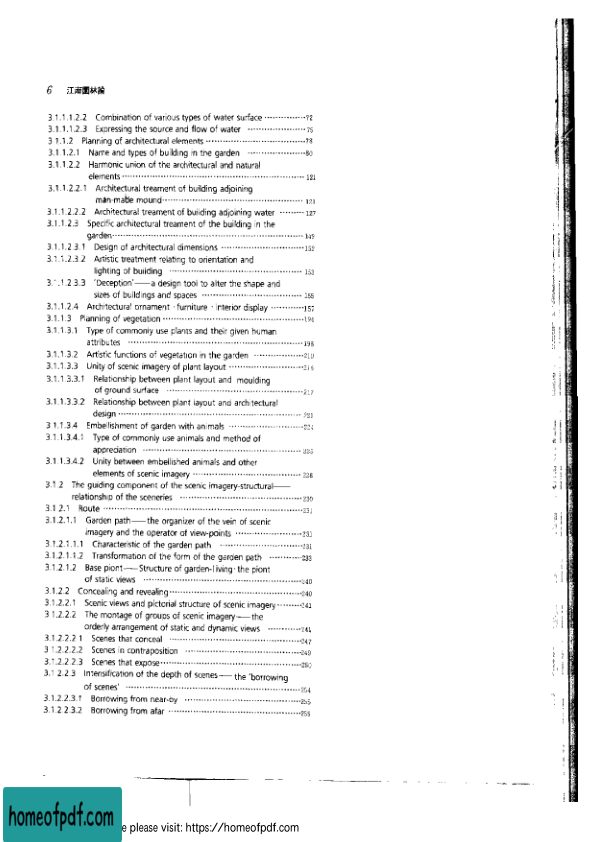 6 江南園林論
3.1.1.1.2.2 Combination of various types of water surface ··············· 72
3.1.1.1.2.3 Expressing the source and flow of water ····················· 75
3 1.1.2 Planning of architectural elements ····································· 78
3 1 1.2.1 Name and types of building in the garden ····················· 80
3.1.1.2.2 Harmonic union of the architectural and natural
elements ···································································· 121
3.1.1.2.2.1 Architectural treament of building adjoining
man-made mound ···················································· 121
3.1.1.2.2.2 Architectural treament of building adjoining water ········· 127
3.1.1.2.3 Specific architectural treament of the building in the
garden ······································································· 149
3.1.1.2.3.1 Design of architectural dimensions ······························ 152
3.1.1.2.3.2 Artistic treatment relating to orientation and
lighting of building ················································· 153
3.1.1.2.3.3 'Deception'——a design tool to alter the shape and
sizes of buildings and spaces ····································· 155
3.1.1.2.4 Architectural ornament · furniture · interior display ············ 157
3.1.1.3 Planning of vegetation ···················································· 194
3.1.1.3.1 Type of commonly use plants and their given human
attributes ································································· 198
3.1.1.3.2 Artistic functions of vegetation in the garden ·················· 210
3.1.1.3.3 Unity of scenic imagery of plant layout ··························· 214
3.1.1.3.3.1 Relationship between plant layout and moulding
of ground surface ·················································· 217
3.1.1.3.3.2 Relationship between plant layout and architectural
design ···································································· 221
3 1.1.3.4 Embellishment of garden with animals ··························· 224
3.1.1.3.4.1 Type of commonly use animals and method of
appreciation ·························································· 225
3.1 1.3.4.2 Unity between embellished animals and other
elements of scenic imagery ······································· 228
3.1.2 The guiding component of the scenic imagery-structural——
relationship of the sceneries ············································ 230
3.1.2.1 Route ·········································································· 231
3.1.2.1.1 Garden path——the organizer of the vein of scenic
imagery and the operator of view-points ························ 231
3.1.2.1.1.1 Characteristic of the garden path ······························ 231
3.1.2.1.1.2 Transformation of the form of the garden path ············ 233
3.1.2.1.2 Base piont——Structure of garden-living· the piont
of static views ·························································· 240
3.1.2.2 Concealing and revealing ················································ 240
3.1.2.2.1 Scenic views and pictorial structure of scenic imagery ········· 241
3 1.2.2.2 The montage of groups of scenic imagery——the
orderly arrangement of static and dynamic views ············ 241
3.1.2.2.2 1 Scenes that conceal ··············································· 247
3 1.2.2.2.2 Scenes in contraposition ········································· 249
3.1.2.2 2.3 Scenes that expose ················································ 250
3.1 2.2.3 Intensification of the depth of scenes—— the 'borrowing
of scenes' ································································ 254
3.1.2.2.3.1 Borrowing from near-by ·········································· 255
3.1.2 2.3.2 Borrowing from afar ··············································· 255
homeofpdf.com
e please visit: https://homeofpdf.com